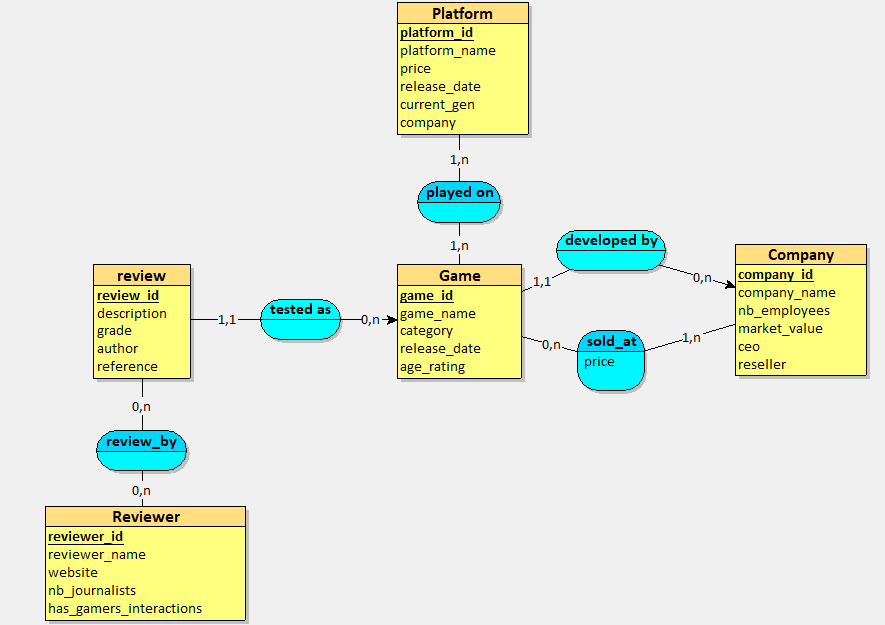 Platform
platform_id
platform_name
price
release_date
current_gen
company
1,n
played on
1,n
developed by
1,1
0,n
Company
company_id
company_name
nb_employees
market_value
ceo
reseller
review
review_id
description
grade
author
reference
1,1
tested as
0,n
Game
game_id
game_name
category
release_date
age_rating
0,n
sold_at
price
1,n
0,n
review_by
0,n
Reviewer
reviewer_id
reviewer_name
website
nb_journalists
has_gamers_interactions